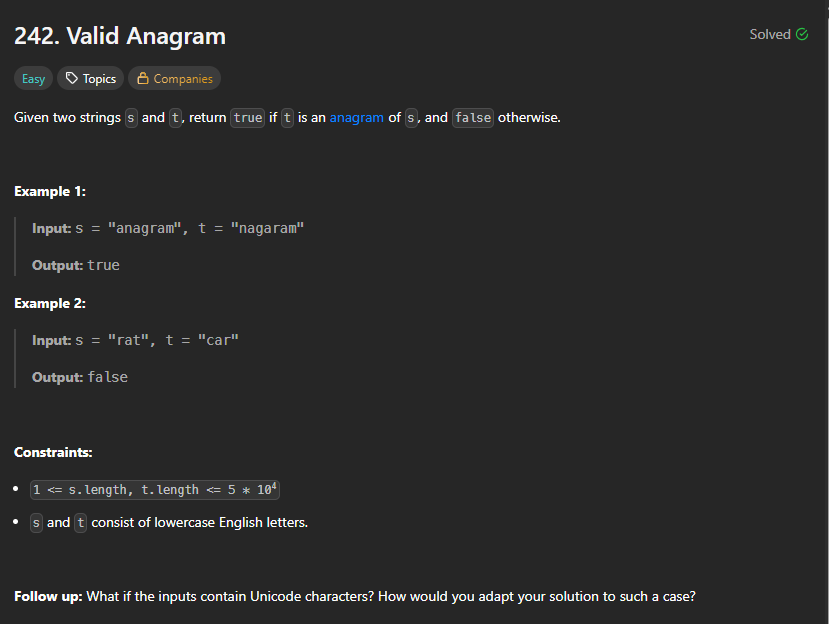 242. Valid Anagram
Solved
Easy Topics Companies
Given two strings s and t, return true if t is an anagram of s, and false otherwise.
Example 1:
Input: s = "anagram", t = "nagaram"
Output: true
Example 2:
Input: s = "rat", t = "car"
Output: false
Constraints:
1 <= s.length, t.length <= 5 * 10⁴
s and t consist of lowercase English letters.
Follow up: What if the inputs contain Unicode characters? How would you adapt your solution to such a case?